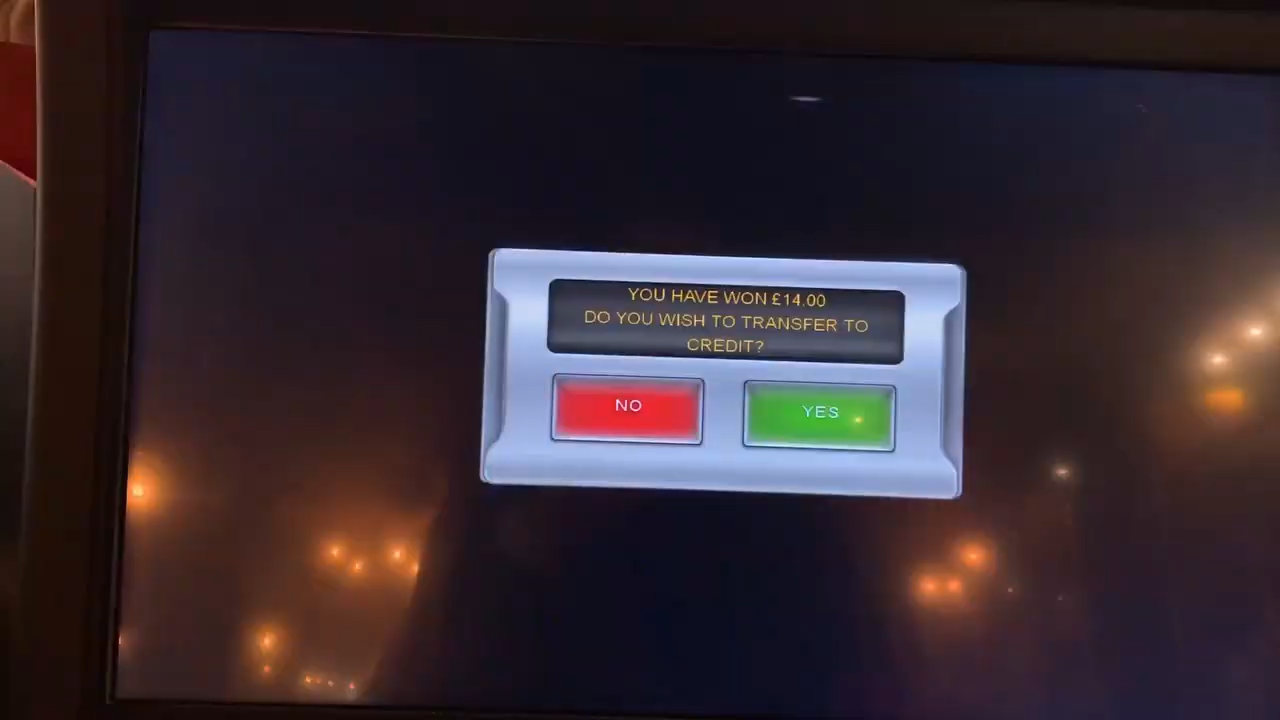 YOU HAVE WON £14.00
DO YOU WISH TO TRANSFER TO
CREDIT?
NO
YES